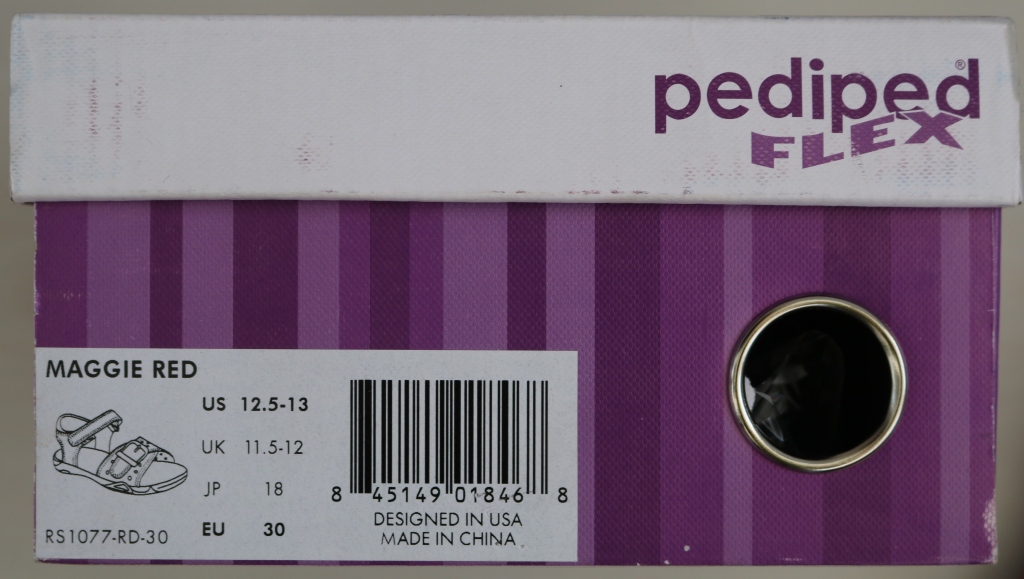 pediped®
FLEX
MAGGIE RED
US 12.5-13
UK 11.5-12
JP 18
EU 30
RS1077-RD-30
8 45149 01846 8
DESIGNED IN USA
MADE IN CHINA